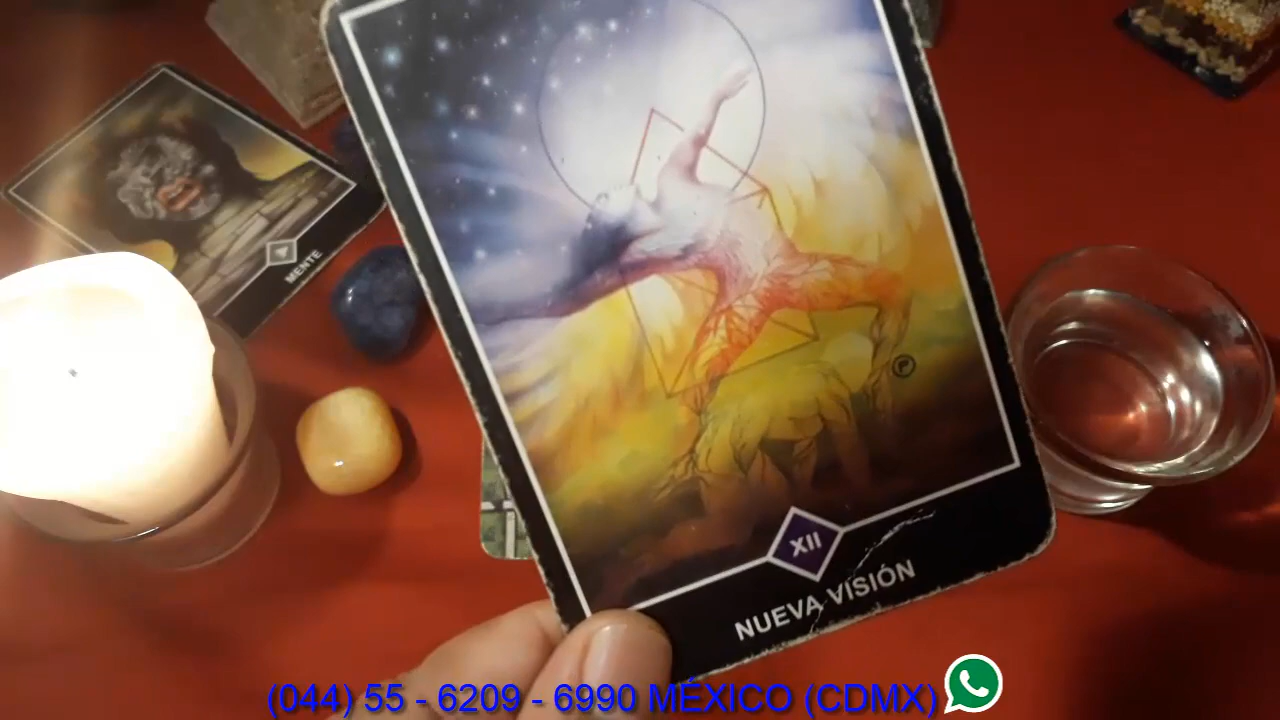 MENTE
XII
NUEVA VISIÓN
(044) 55 - 6209 - 6990 MÉXICO (CDMX)